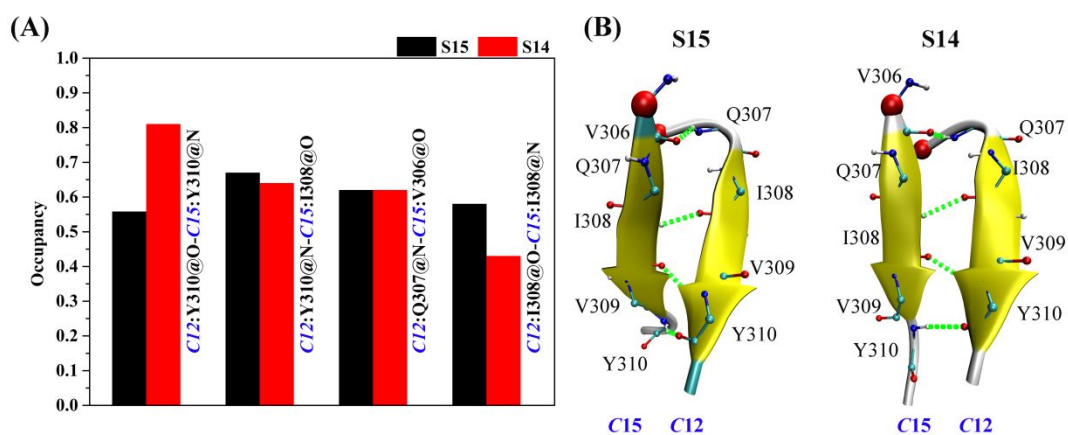 (A)
S15 S14
1.0
0.9
0.8
0.7
0.6
0.5
0.4
0.3
0.2
0.1
0.0
Occupancy
C12:Y310@O-C15:Y310@N
C12:Y310@N-C15:I308@O
C12:Q307@N-C15:V306@O
C12:I308@O-C15:I308@N
(B)
S15
V306
Q307
Q307
I308
I308
V309
V309
Y310
Y310
C15 C12
S14
V306
Q307
Q307
I308
I308
V309
V309
Y310
Y310
C15 C12